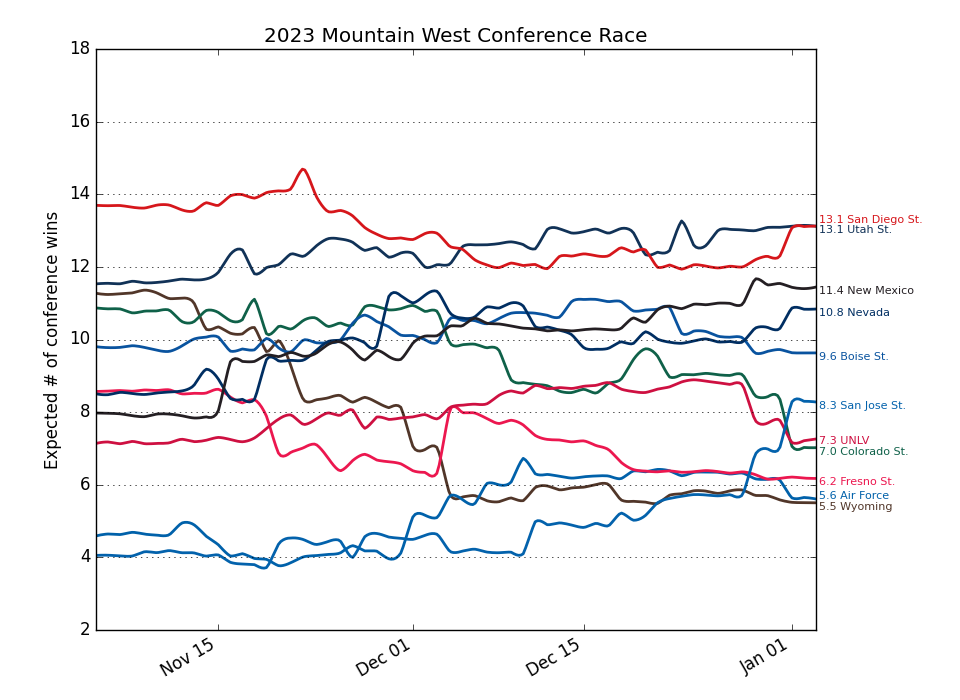 2023 Mountain West Conference Race
Expected # of conference wins
18
16
14
12
10
8
6
4
2
Nov 15
Dec 01
Dec 15
Jan 01
13.1 San Diego St.
13.1 Utah St.
11.4 New Mexico
10.8 Nevada
9.6 Boise St.
8.3 San Jose St.
7.3 UNLV
7.0 Colorado St.
6.2 Fresno St.
5.6 Air Force
5.5 Wyoming